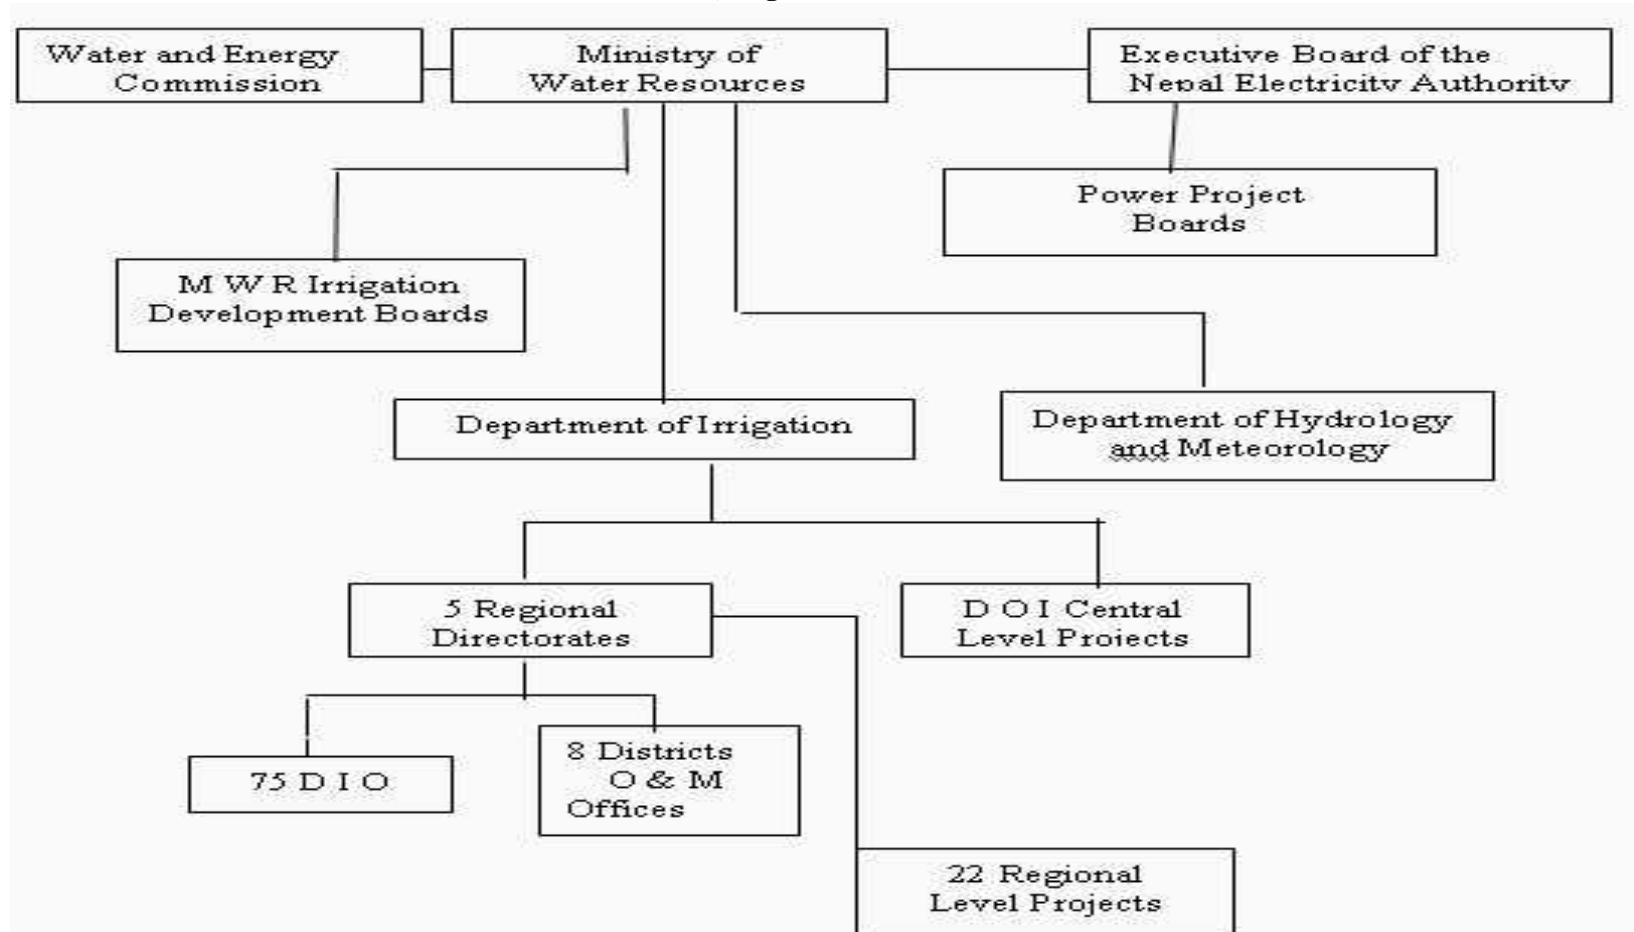 Water and Energy
Commission
Ministry of
Water Resources
Executive Board of the
Nepal Electricity Authority
Power Project
Boards
M W R Irrigation
Development Boards
Department of Irrigation
Department of Hydrology
and Meteorology
5 Regional
Directorates
D O I Central
Level Projects
75 D I O
8 Districts
O & M
Offices
22 Regional
Level Projects